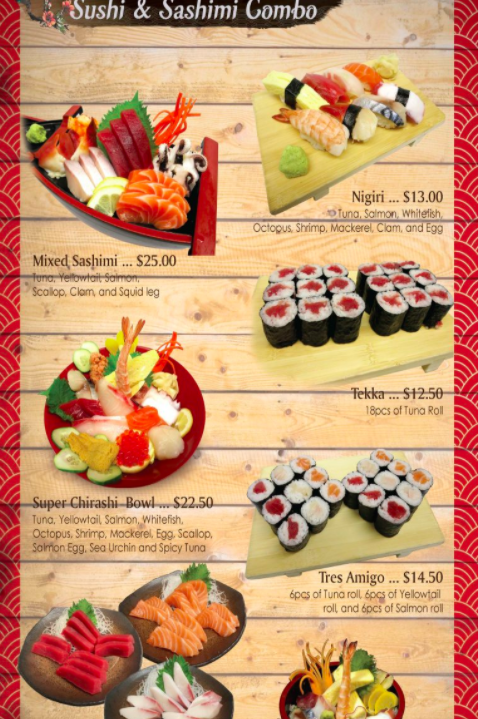 Sushi & Sashimi Combo
Nigiri ... $13.00
Tuna, Salmon, Whitefish,
Octopus, Shrimp, Mackerel, Clam, and Egg
Mixed Sashimi ... $25.00
Tuna, Yellowtail, Salmon,
Scallop, Clam, and Squid leg
Tekka ... $12.50
18pcs of Tuna Roll
Super Chirashi Bowl ... $22.50
Tuna, Yellowtail, Salmon, Whitefish,
Octopus, Shrimp, Mackerel, Egg, Scallop,
Salmon Egg, Sea Urchin and Spicy Tuna
Tres Amigo ... $14.50
6pcs of Tuna roll, 6pcs of Yellowtail
roll, and 6pcs of Salmon roll